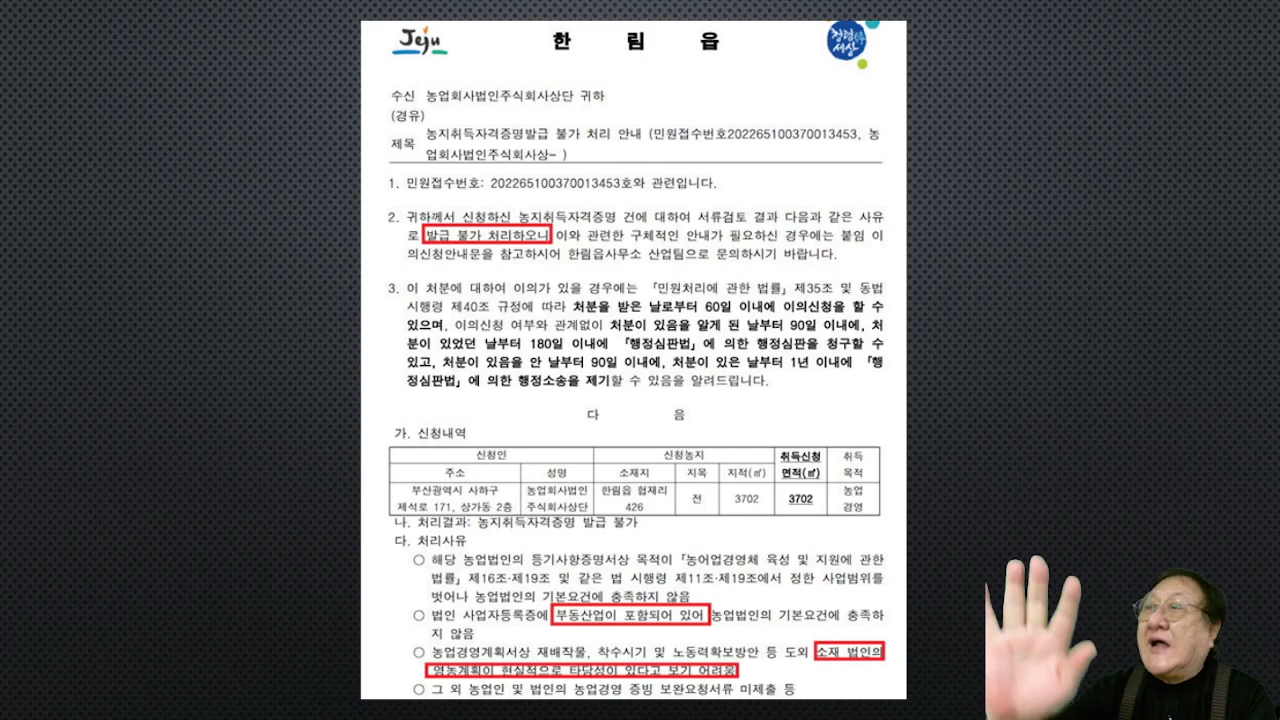 Jeju
한 림 읍
청렴 세상
수신 농업회사법인주식회사상단 귀하
(경유)
제목 농지취득자격증명발급 불가 처리 안내 (민원접수번호202265100370013453, 농
업회사법인주식회사상- )
1. 민원접수번호: 202265100370013453호와 관련입니다.
2. 귀하께서 신청하신 농지취득자격증명 건에 대하여 서류검토 결과 다음과 같은 사유
로 발급 불가 처리하오니 이와 관련한 구체적인 안내가 필요하신 경우에는 붙임 이
의신청안내문을 참고하시어 한림읍사무소 산업팀으로 문의하시기 바랍니다.
3. 이 처분에 대하여 이의가 있을 경우에는 「민원처리에 관한 법률」제35조 및 동법
시행령 제40조 규정에 따라 처분을 받은 날로부터 60일 이내에 이의신청을 할 수
있으며, 이의신청 여부와 관계없이 처분이 있음을 알게 된 날부터 90일 이내에, 처
분이 있었던 날부터 180일 이내에 「행정심판법」에 의한 행정심판을 청구할 수
있고, 처분이 있음을 안 날부터 90일 이내에, 처분이 있은 날부터 1년 이내에 「행
정심판법」에 의한 행정소송을 제기할 수 있음을 알려드립니다.
다 음
가. 신청내역
신청인 신청농지 취득신청 면적(㎡) 취득 목적
주소 성명 소재지 지목 지적(㎡)
부산광역시 사하구 제석로 171, 상가동 2층 농업회사법인 주식회사상단 한림읍 협재리 426 전 3702 3702 농업 경영
나. 처리결과: 농지취득자격증명 발급 불가
다. 처리사유
○ 해당 농업법인의 등기사항증명서상 목적이 「농어업경영체 육성 및 지원에 관한
법률」제16조·제19조 및 같은 법 시행령 제11조·제19조에서 정한 사업범위를
벗어나 농업법인의 기본요건에 충족하지 않음
○ 법인 사업자등록증에 부동산업이 포함되어 있어 농업법인의 기본요건에 충족하
지 않음
○ 농업경영계획서상 재배작물, 착수시기 및 노동력확보방안 등 도외 소재 법인의
영농계획이 현실적으로 타당성이 있다고 보기 어려움
○ 그 외 농업인 및 법인의 농업경영 증빙 보완요청서류 미제출 등